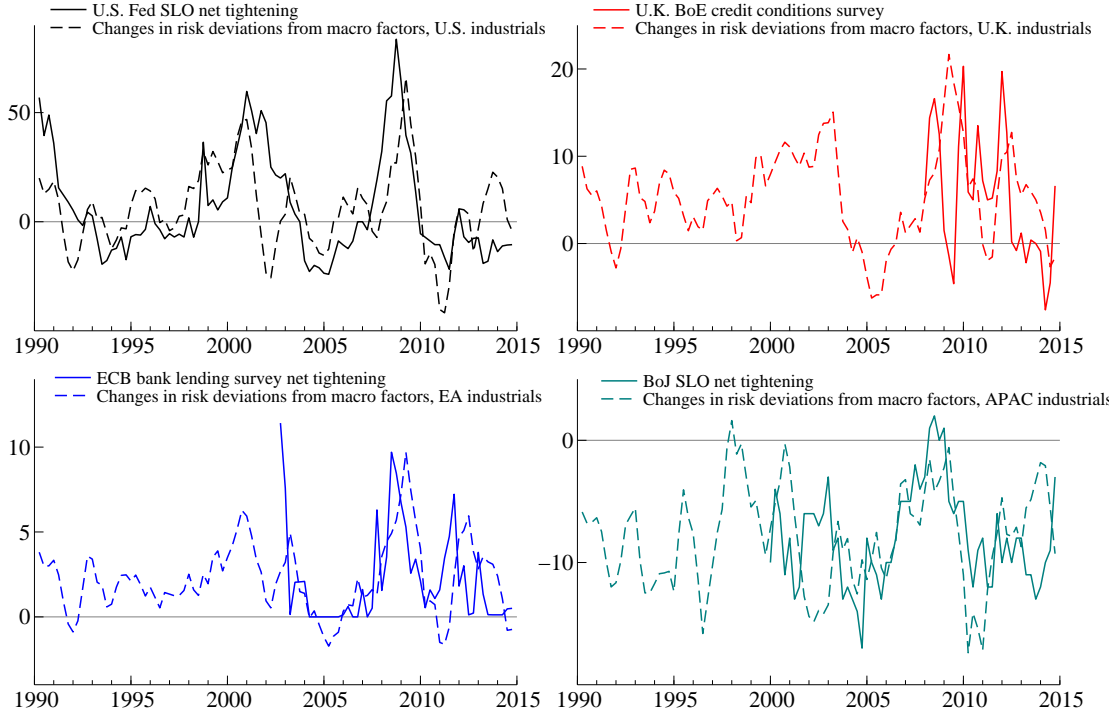 U.S. Fed SLO net tightening
Changes in risk deviations from macro factors, U.S. industrials
50
0
1990 1995 2000 2005 2010 2015
U.K. BoE credit conditions survey
Changes in risk deviations from macro factors, U.K. industrials
20
10
0
1990 1995 2000 2005 2010 2015
ECB bank lending survey net tightening
Changes in risk deviations from macro factors, EA industrials
10
5
0
1990 1995 2000 2005 2010 2015
BoJ SLO net tightening
Changes in risk deviations from macro factors, APAC industrials
0
−10
1990 1995 2000 2005 2010 2015